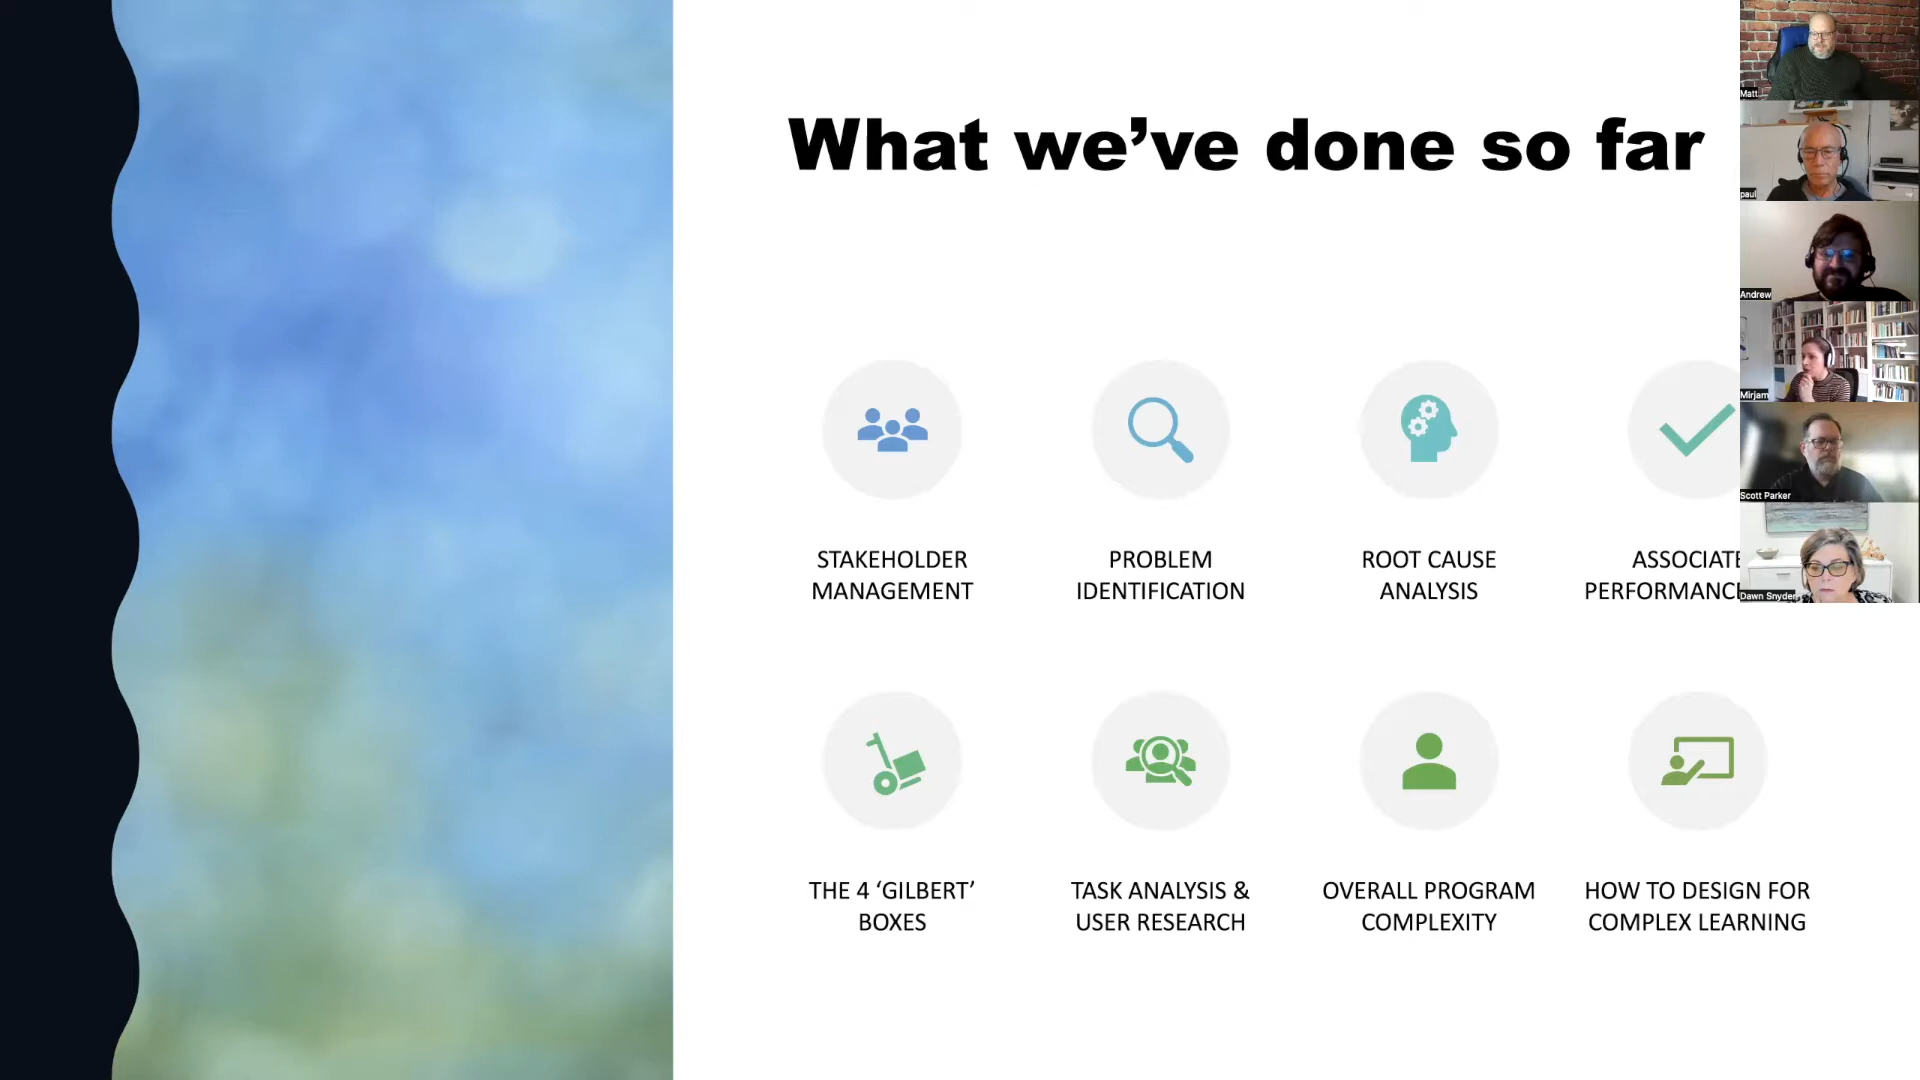 What we’ve done so far
STAKEHOLDER
MANAGEMENT
PROBLEM
IDENTIFICATION
ROOT CAUSE
ANALYSIS
ASSOCIATE
PERFORMANC
THE 4 ‘GILBERT’
BOXES
TASK ANALYSIS &
USER RESEARCH
OVERALL PROGRAM
COMPLEXITY
HOW TO DESIGN FOR
COMPLEX LEARNING
Matt
paul
Andrew
Mirjam
Scott Parker
Dawn Snyder